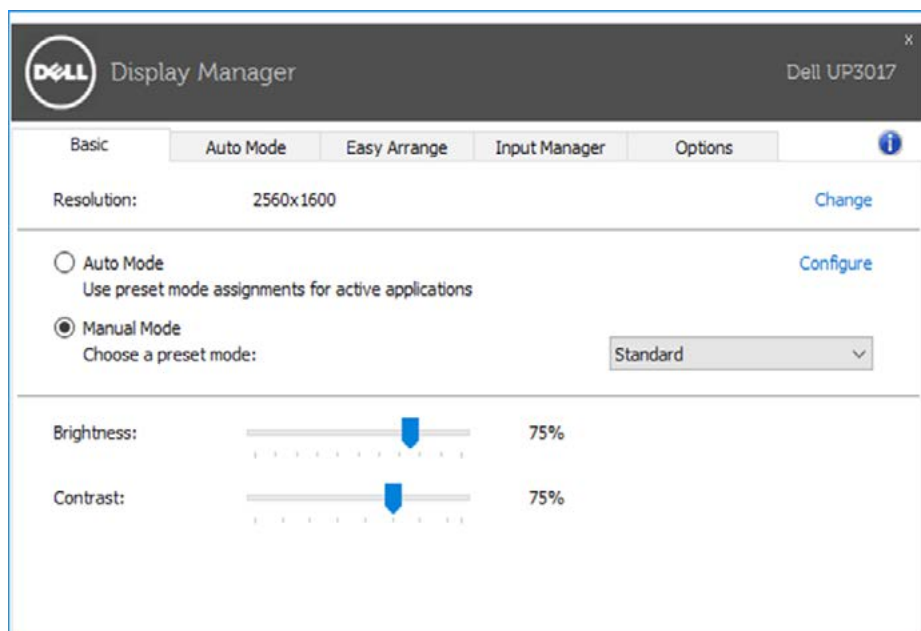 DELL Display Manager
x
Dell UP3017
Basic Auto Mode Easy Arrange Input Manager Options i
Resolution: 2560x1600 Change
Auto Mode Configure
Use preset mode assignments for active applications
Manual Mode
Choose a preset mode: Standard
Brightness: 75%
Contrast: 75%